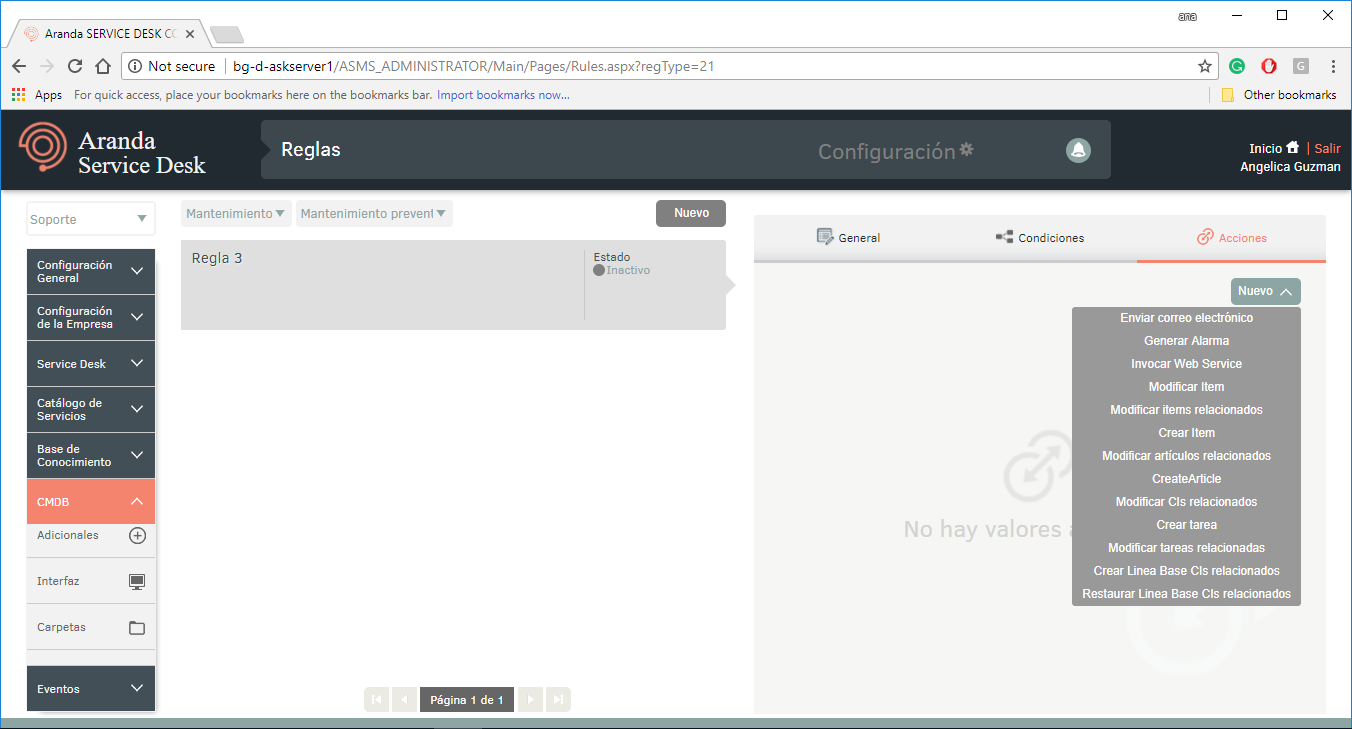 ana
Aranda SERVICE DESK CO
Not secure | bg-d-askserver1/ASMS_ADMINISTRATOR/Main/Pages/Rules.aspx?regType=21
G
Apps For quick access, place your bookmarks here on the bookmarks bar. Import bookmarks now... Other bookmarks
Aranda
Service Desk
Reglas
Configuración
Inicio | Salir
Angelica Guzman
Soporte
Configuración
General
Configuración
de la Empresa
Service Desk
Catálogo de
Servicios
Base de
Conocimiento
CMDB
Adicionales
Interfaz
Carpetas
Eventos
Mantenimiento
Mantenimiento prevent
Nuevo
Regla 3
Estado
Inactivo
Página 1 de 1
General
Condiciones
Acciones
Nuevo
Enviar correo electrónico
Generar Alarma
Invocar Web Service
Modificar Item
Modificar items relacionados
Crear Item
Modificar artículos relacionados
CreateArticle
Modificar CIs relacionados
Crear tarea
Modificar tareas relacionadas
Crear Linea Base CIs relacionados
Restaurar Linea Base CIs relacionados
No hay valores a